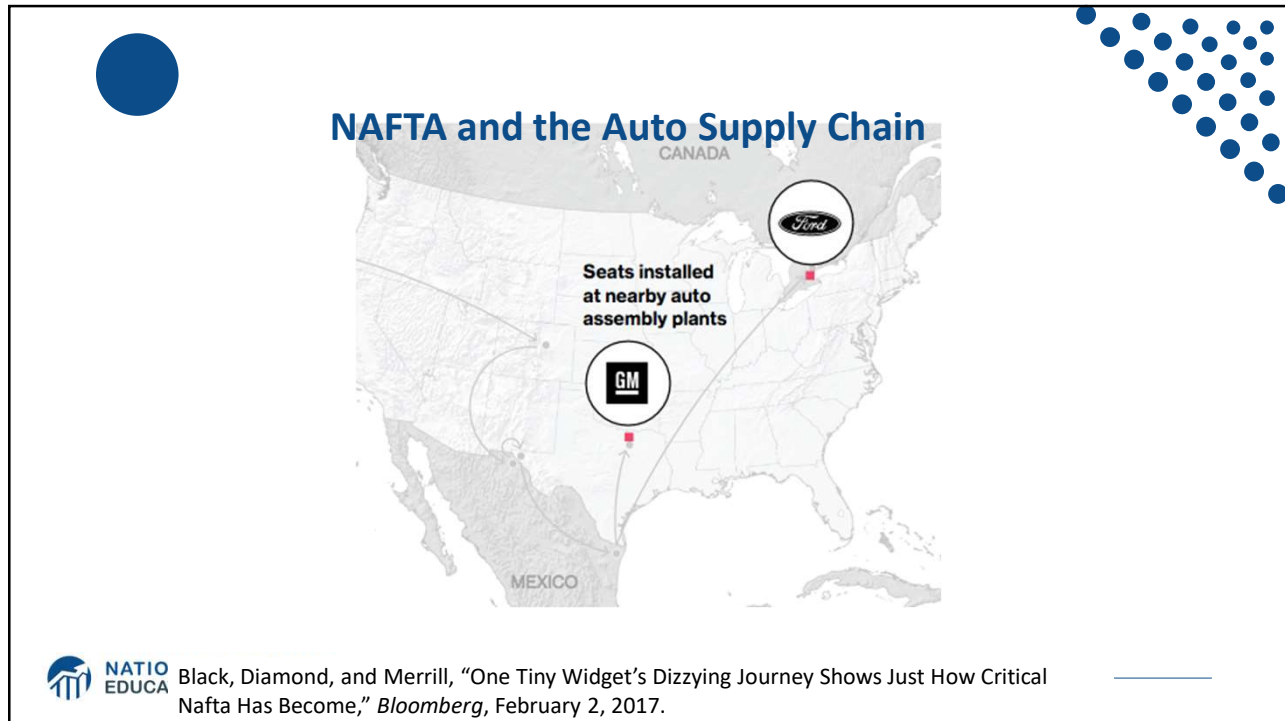 NAFTA and the Auto Supply Chain
CANADA
Ford
Seats installed
at nearby auto
assembly plants
GM
MEXICO
NATIO
EDUCA
Black, Diamond, and Merrill, “One Tiny Widget’s Dizzying Journey Shows Just How Critical
Nafta Has Become,” Bloomberg, February 2, 2017.